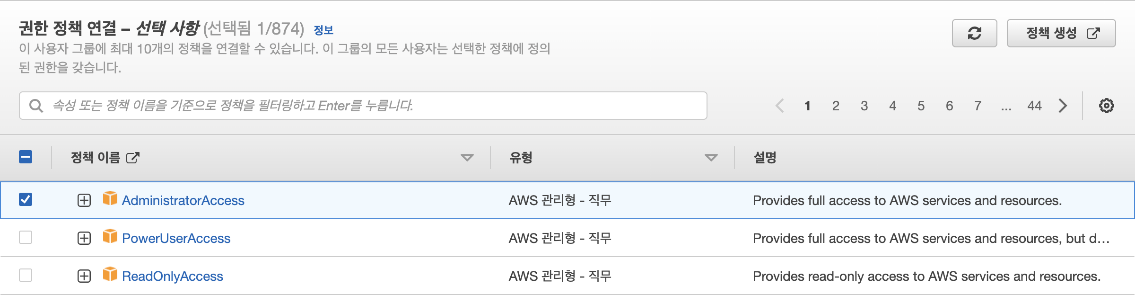 권한 정책 연결 – 선택 사항 (선택됨 1/874) 정보
이 사용자 그룹에 최대 10개의 정책을 연결할 수 있습니다. 이 그룹의 모든 사용자는 선택한 정책에 정의
된 권한을 갖습니다.
정책 생성
속성 또는 정책 이름을 기준으로 정책을 필터링하고 Enter를 누릅니다.
1 2 3 4 5 6 7 ... 44
정책 이름 유형 설명
AdministratorAccess AWS 관리형 - 직무 Provides full access to AWS services and resources.
PowerUserAccess AWS 관리형 - 직무 Provides full access to AWS services and resources, but d...
ReadOnlyAccess AWS 관리형 - 직무 Provides read-only access to AWS services and resources.